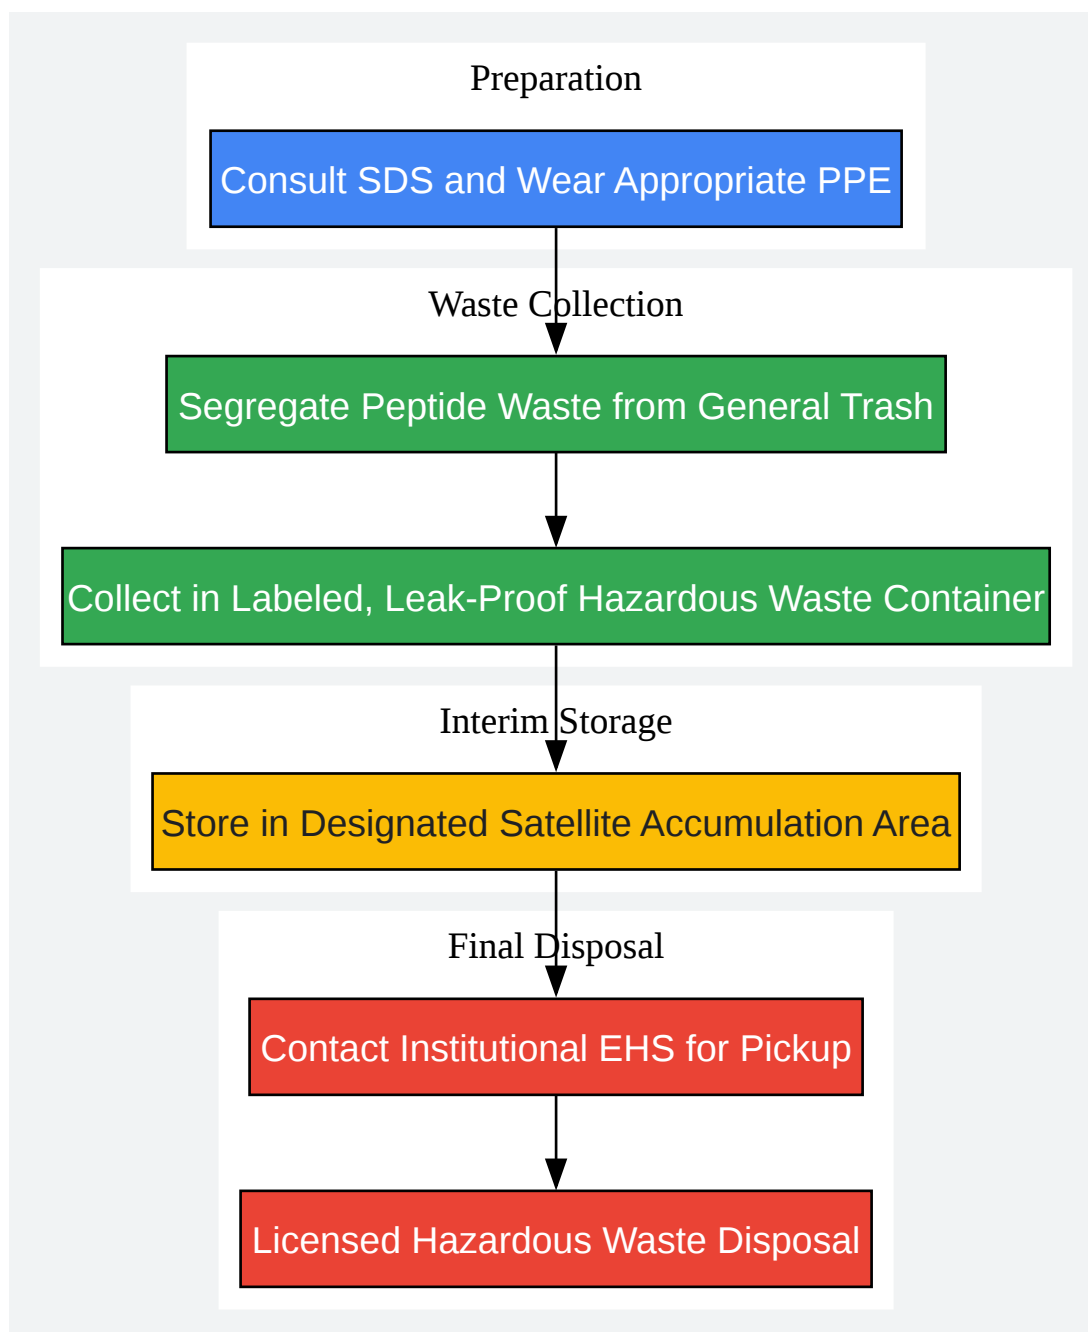 Preparation
Consult SDS and Wear Appropriate PPE
Waste Collection
Segregate Peptide Waste from General Trash
Collect in Labeled, Leak-Proof Hazardous Waste Container
Interim Storage
Store in Designated Satellite Accumulation Area
Final Disposal
Contact Institutional EHS for Pickup
Licensed Hazardous Waste Disposal